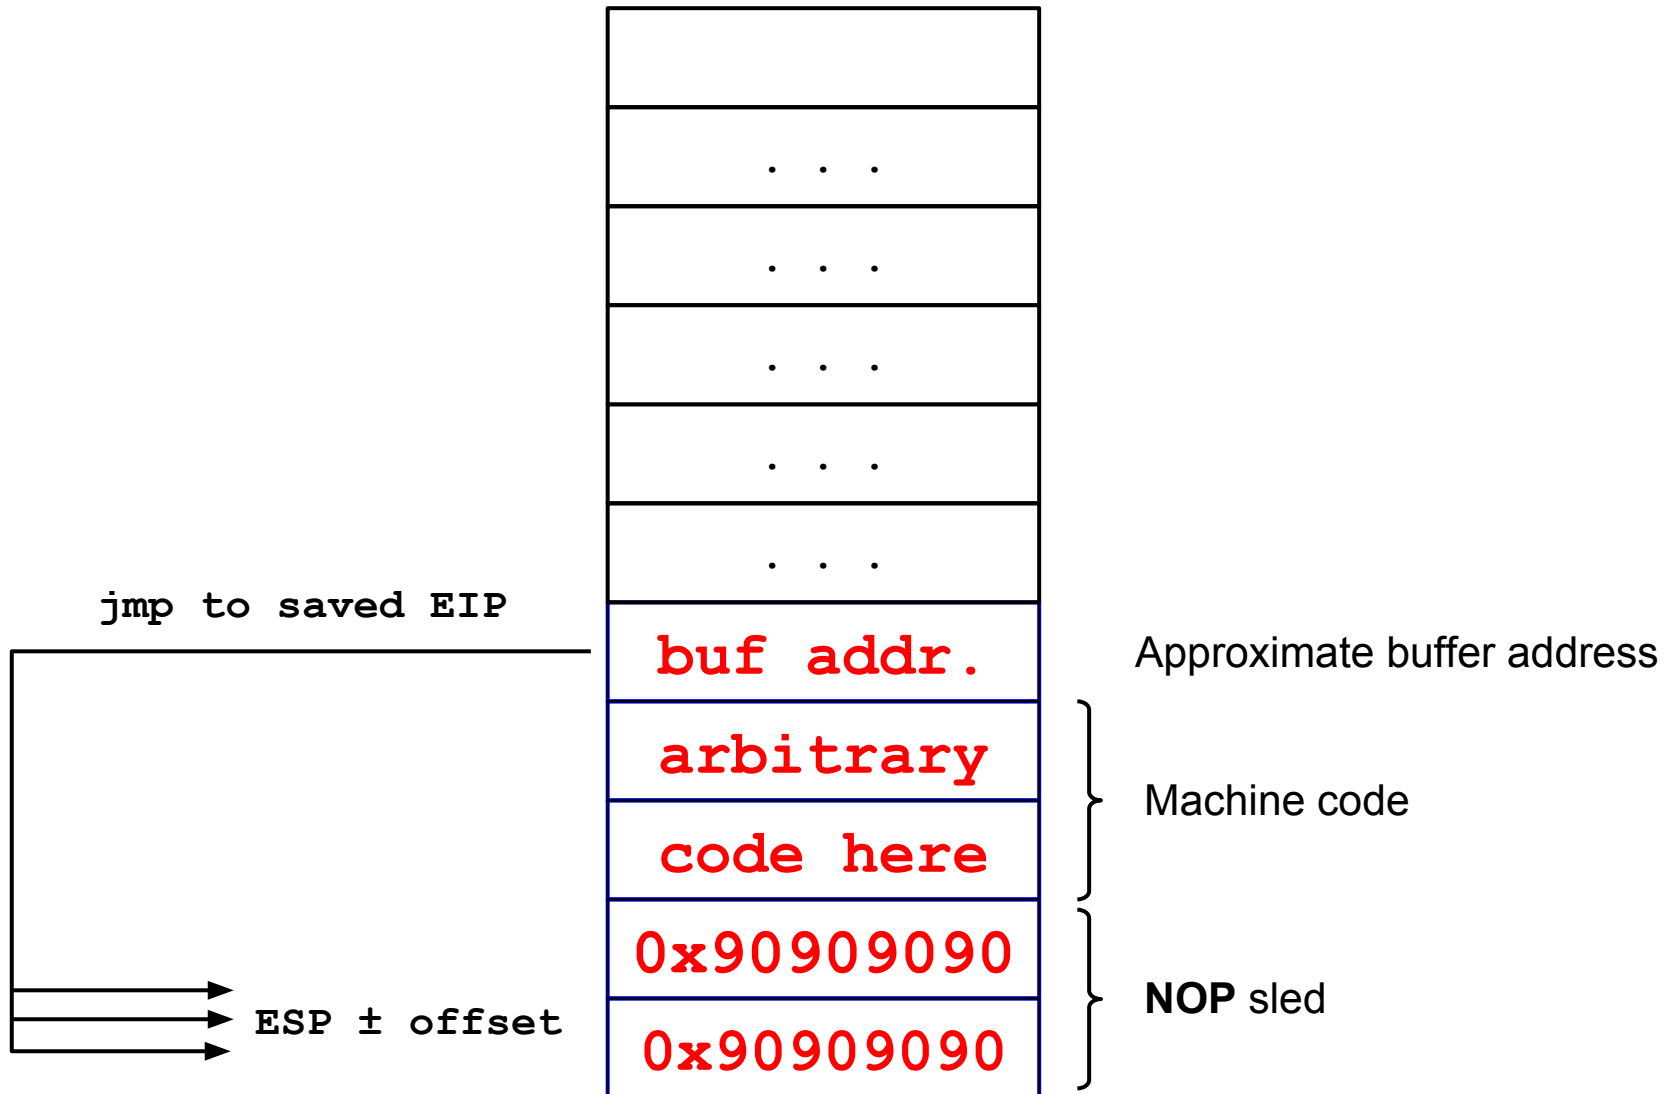 . . .
. . .
. . .
. . .
. . .
jmp to saved EIP
buf addr.
Approximate buffer address
arbitrary
Machine code
code here
0x90909090
NOP sled
ESP ± offset
0x90909090